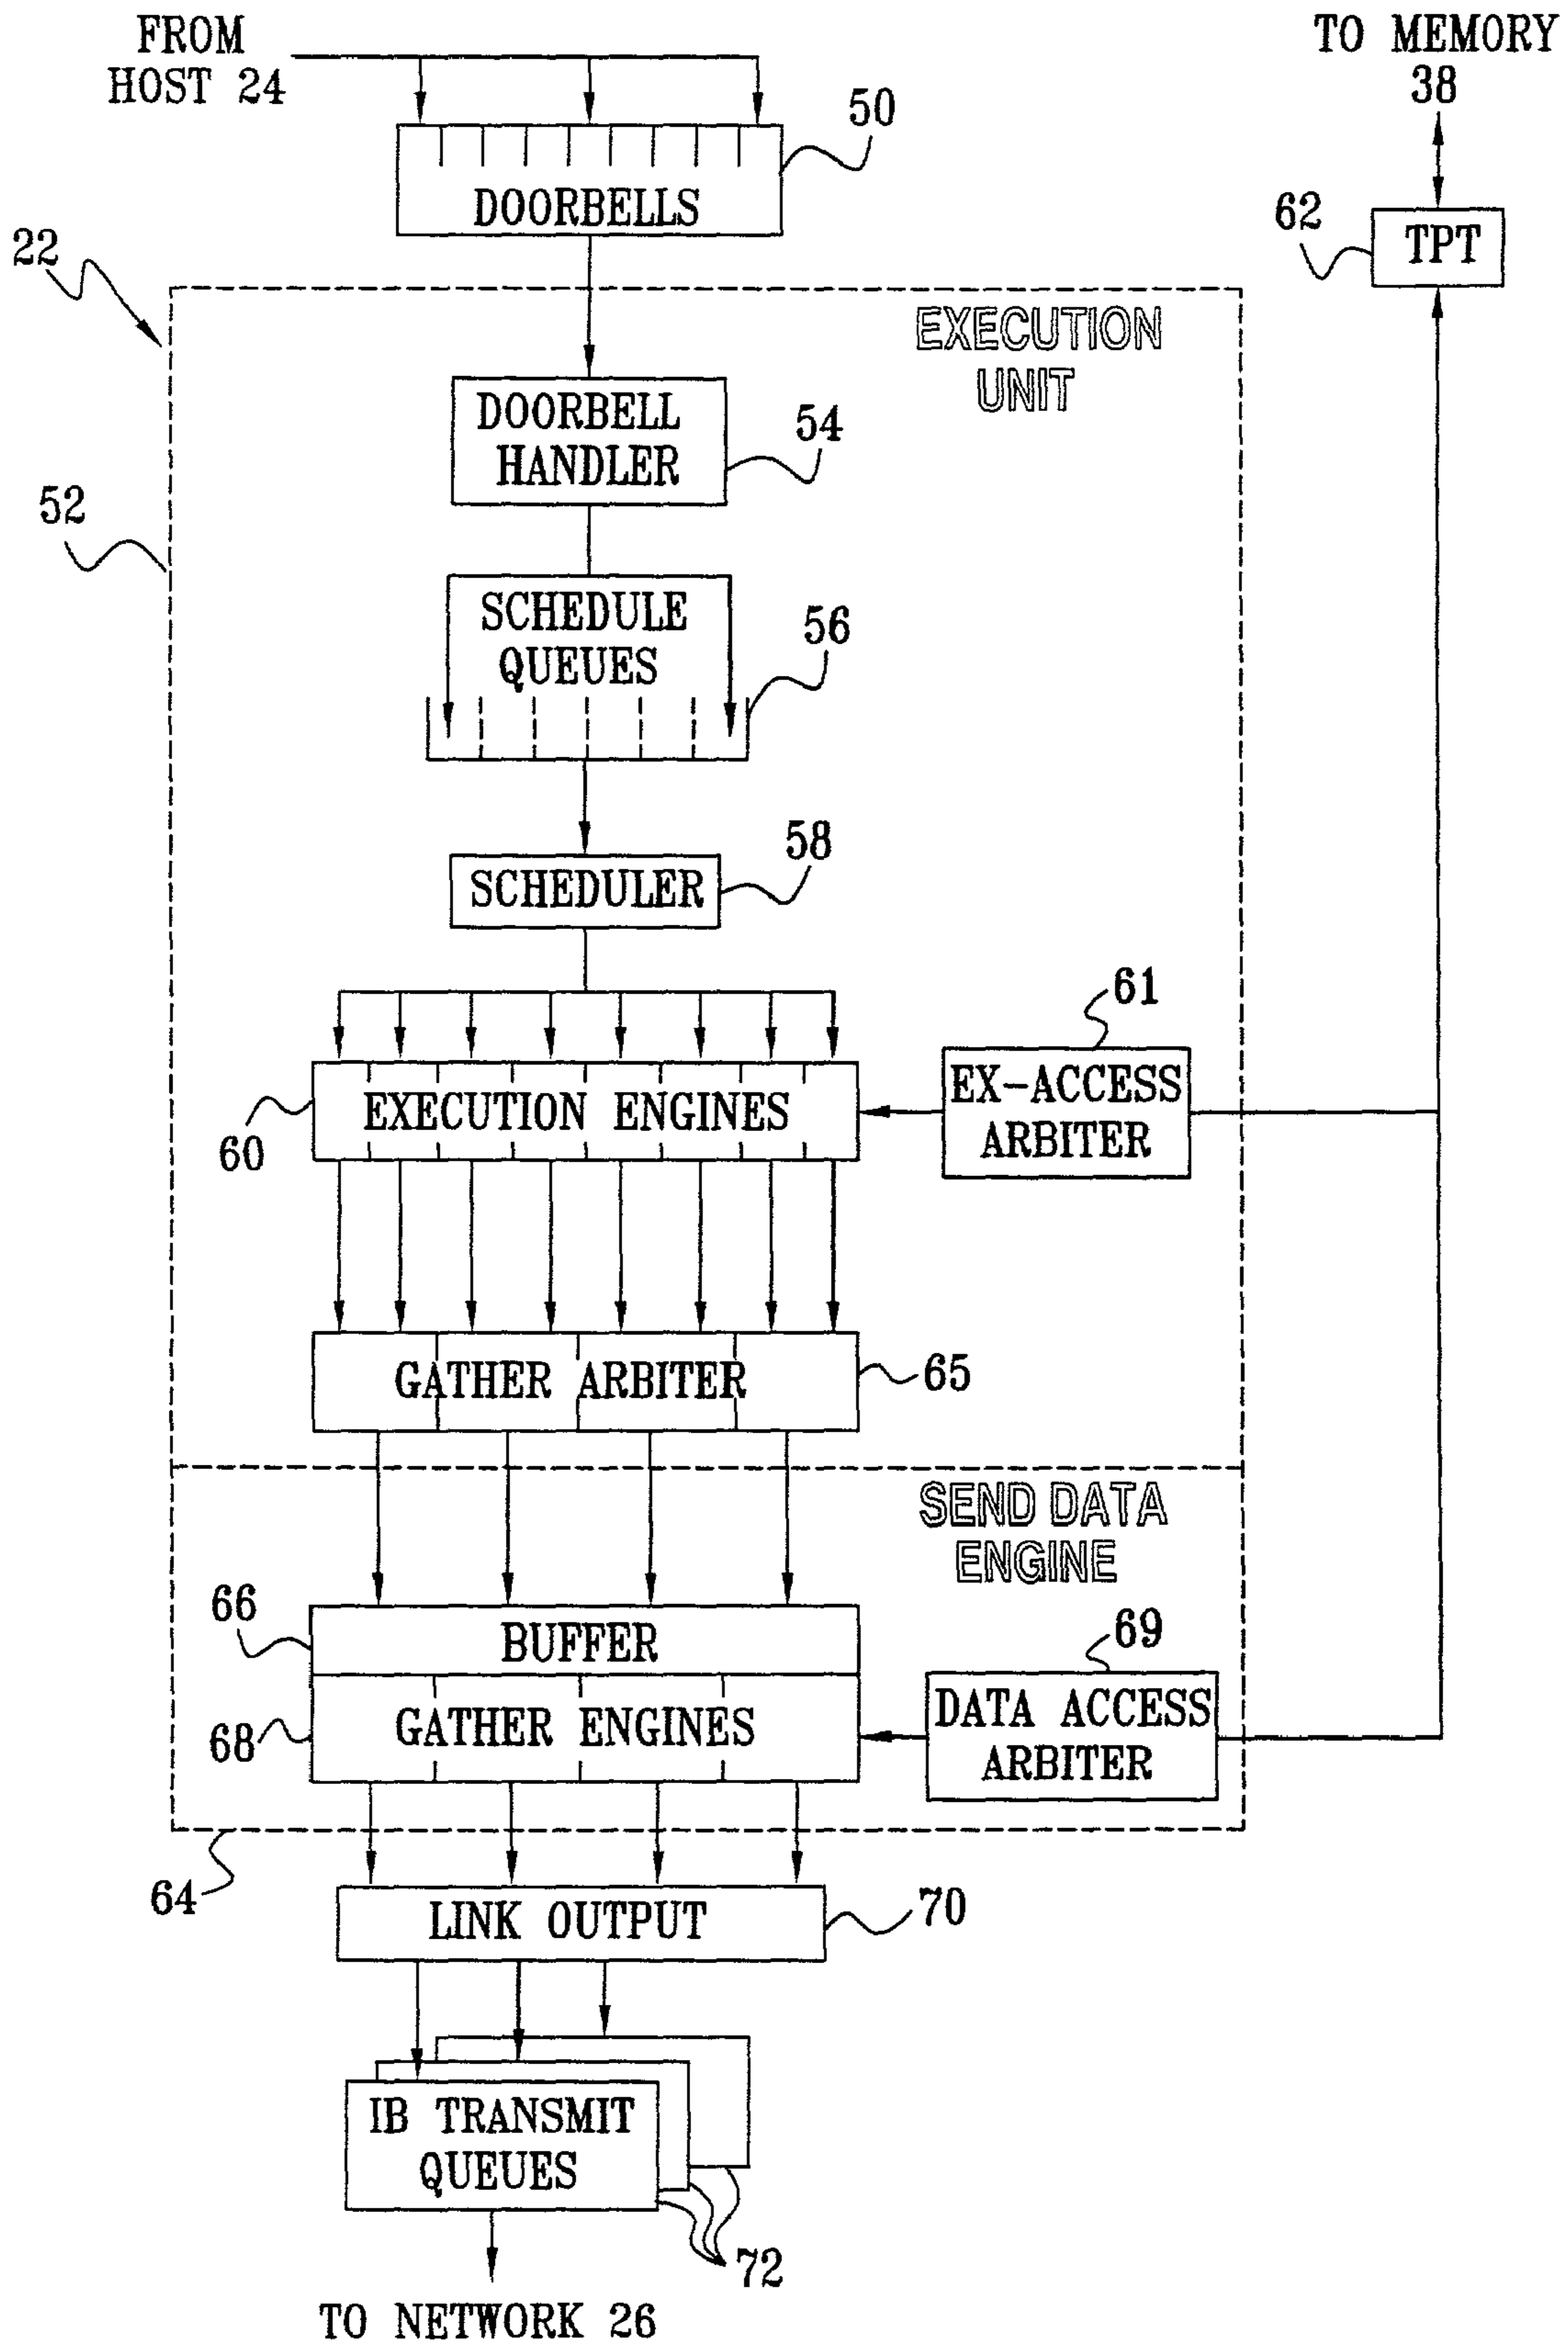 FROM
HOST 24
TO MEMORY
38
50
DOORBELLS
62
TPT
22
EXECUTION
UNIT
DOORBELL
HANDLER
54
52
SCHEDULE
QUEUES
56
58
SCHEDULER
61
EX-ACCESS
ARBITER
EXECUTION ENGINES
60
GATHER ARBITER
65
SEND DATA
ENGINE
66
BUFFER
69
68
GATHER ENGINES
DATA ACCESS
ARBITER
64
LINK OUTPUT
70
IB TRANSMIT
QUEUES
72
TO NETWORK 26